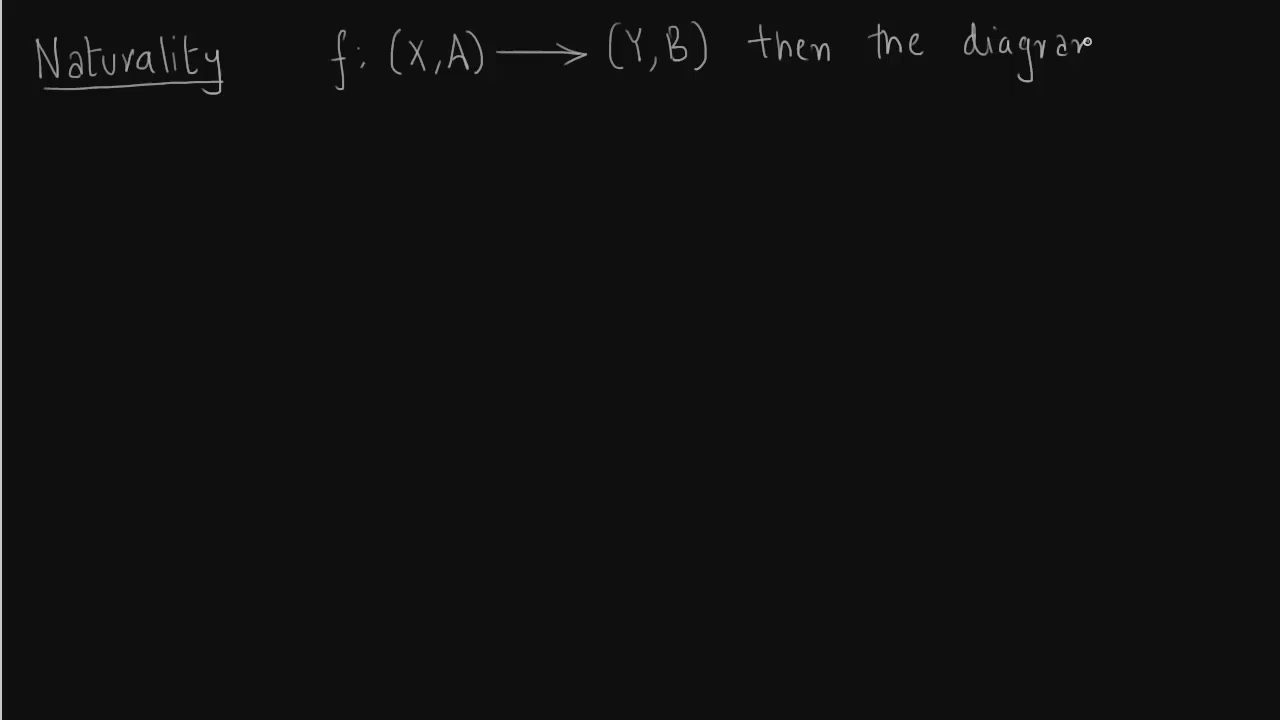 Naturality f: (X,A) ⟶ (Y,B) then the diagram